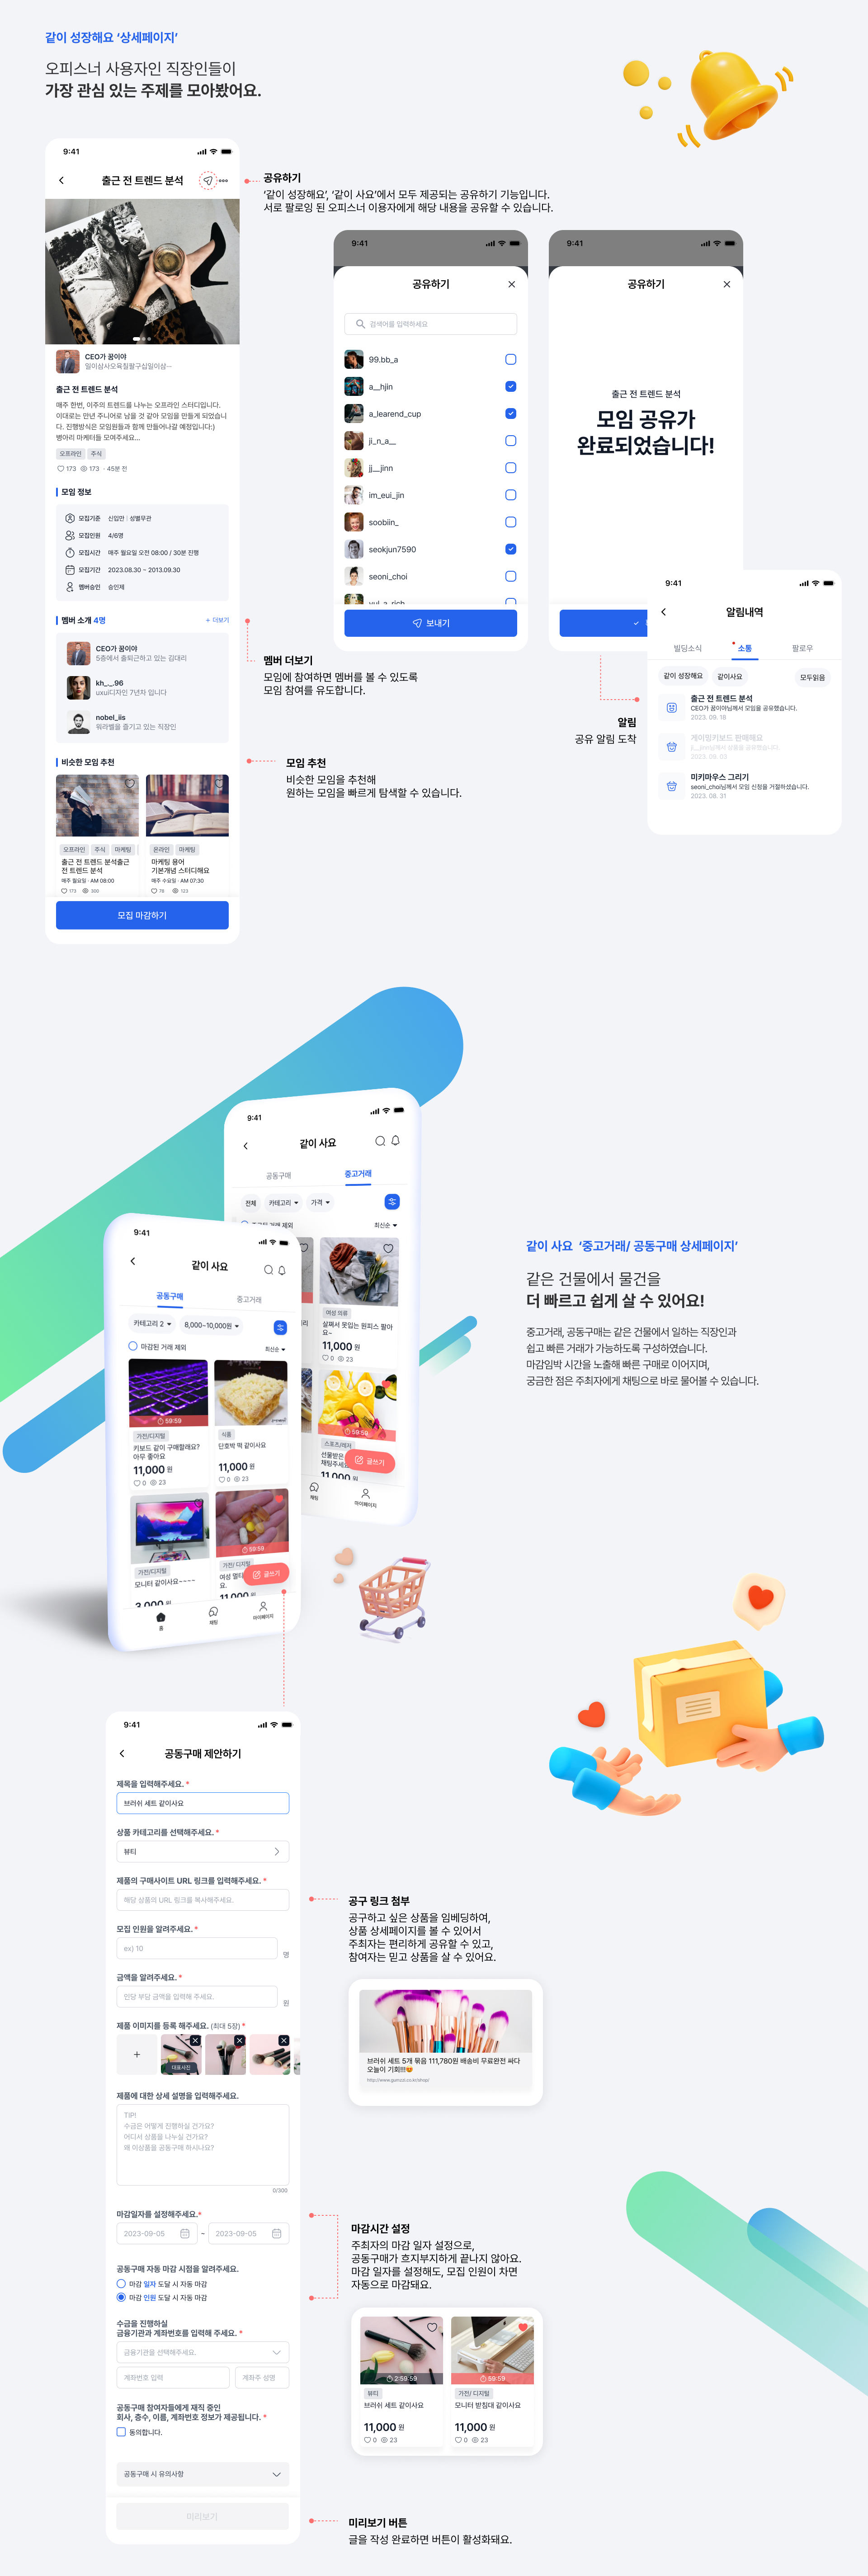 같이 성장해요 ‘상세페이지’
오피스너 사용자인 직장인들이
가장 관심 있는 주제를 모아봤어요.
9:41
출근 전 트렌드 분석
CEO가 꿈이야
일이삼사오육칠팔구십일이삼···
출근 전 트렌드 분석
매주 한번, 이주의 트렌드를 나누는 오프라인 스터디입니다.
이대로는 만년 주니어로 남을 것 같아 모임을 만들게 되었습니
다. 진행방식은 모임원들과 함께 만들어나갈 예정입니다:)
병아리 마케터들 모여주세요...
오프라인 주식
173 173 · 45분 전
모임 정보
모집기준 신입만 | 성별무관
모집인원 4/6명
모집시간 매주 월요일 오전 08:00 / 30분 진행
모집기간 2023.08.30 ~ 2013.09.30
멤버승인 승인제
멤버 소개 4명 + 더보기
CEO가 꿈이야
5층에서 출퇴근하고 있는 김대리
kh_._.96
uxui디자인 7년차 입니다
nobel_iis
워라밸을 즐기고 있는 직장인
비슷한 모임 추천
오프라인 주식 마케팅
출근 전 트렌드 분석출근
전 트렌드 분석
매주 월요일 · AM 08:00
173 300
온라인 마케팅
마케팅 용어
기본개념 스터디해요
매주 수요일 · AM 07:30
78 123
모집 마감하기
공유하기
‘같이 성장해요’, ‘같이 사요’에서 모두 제공되는 공유하기 기능입니다.
서로 팔로잉 된 오피스너 이용자에게 해당 내용을 공유할 수 있습니다.
9:41
공유하기
검색어를 입력하세요
99.bb_a
a__hjin
a_learend_cup
ji_n_a__
jj__jinn
im_eui_jin
soobiin_
seokjun7590
seoni_choi
yul_a_rich
보내기
9:41
공유하기
출근 전 트렌드 분석
모임 공유가
완료되었습니다!
멤버 더보기
모임에 참여하면 멤버를 볼 수 있도록
모임 참여를 유도합니다.
알림
공유 알림 도착
9:41
알림내역
빌딩소식 소통 팔로우
같이 성장해요 같이사요 모두읽음
출근 전 트렌드 분석
CEO가 꿈이야님께서 모임을 공유했습니다.
2023. 09. 18
게이밍키보드 판매해요
jj__jinn님께서 상품을 공유했습니다.
2023. 09. 03
미키마우스 그리기
seoni_choi님께서 모임 신청을 거절하셨습니다.
2023. 08. 31
모임 추천
비슷한 모임을 추천해
원하는 모임을 빠르게 탐색할 수 있습니다.
9:41
같이 사요
공동구매 중고거래
전체 카테고리 가격
최신순
여성 의류
살쪄서 못입는 원피스 팔아
요~
11,000 원
0 23
59:59
스포츠/레저
선물받은
채팅주세요
11,000 원
글쓰기
채팅 마이페이지
9:41
같이 사요
공동구매 중고거래
카테고리 2 8,000~10,000원
마감된 거래 제외 최신순
59:59
가전/디지털
키보드 같이 구매할래요?
아무 좋아요
11,000 원
0 23
식품
단호박 떡 같이사요
11,000 원
0 23
가전/디지털
모니터 같이사요~~~~
3,000 원
59:59
가전/ 디지털
여성 멀티
요.
11,000 원
글쓰기
홈 채팅 마이페이지
같이 사요 ‘중고거래/ 공동구매 상세페이지’
같은 건물에서 물건을
더 빠르고 쉽게 살 수 있어요!
중고거래, 공동구매는 같은 건물에서 일하는 직장인과
쉽고 빠른 거래가 가능하도록 구성하였습니다.
마감임박 시간을 노출해 빠른 구매로 이어지며,
궁금한 점은 주최자에게 채팅으로 바로 물어볼 수 있습니다.
9:41
공동구매 제안하기
제목을 입력해주세요. *
브러쉬 세트 같이사요
상품 카테고리를 선택해주세요. *
뷰티
제품의 구매사이트 URL 링크를 입력해주세요. *
해당 상품의 URL 링크를 복사해주세요.
모집 인원을 알려주세요. *
ex) 10 명
금액을 알려주세요. *
인당 부담 금액을 입력해 주세요. 원
제품 이미지를 등록 해주세요. (최대 5장) *
대표사진
제품에 대한 상세 설명을 입력해주세요.
TIP!
수금은 어떻게 진행하실 건가요?
어디서 상품을 나누실 건가요?
왜 이상품을 공동구매 하시나요?
0/300
마감일자를 설정해주세요.*
2023-09-05 ~ 2023-09-05
공동구매 자동 마감 시점을 알려주세요.
마감 일자 도달 시 자동 마감
마감 인원 도달 시 자동 마감
수금을 진행하실
금융기관과 계좌번호를 입력해 주세요. *
금융기관을 선택해주세요.
계좌번호 입력 계좌주 성명
공동구매 참여자들에게 재직 중인
회사, 층수, 이름, 계좌번호 정보가 제공됩니다. *
동의합니다.
공동구매 시 유의사항
미리보기
공구 링크 첨부
공구하고 싶은 상품을 임베딩하여,
상품 상세페이지를 볼 수 있어서
주최자는 편리하게 공유할 수 있고,
참여자는 믿고 상품을 살 수 있어요.
브러쉬 세트 5개 묶음 111,780원 배송비 무료완전 싸다
오늘이 기회!!!😍
마감시간 설정
주최자의 마감 일자 설정으로,
공동구매가 흐지부지하게 끝나지 않아요.
마감 일자를 설정해도, 모집 인원이 차면
자동으로 마감돼요.
2:59:59
뷰티
브러쉬 세트 같이사요
11,000 원
0 23
59:59
가전/ 디지털
모니터 받침대 같이사요
11,000 원
0 23
미리보기 버튼
글을 작성 완료하면 버튼이 활성화돼요.